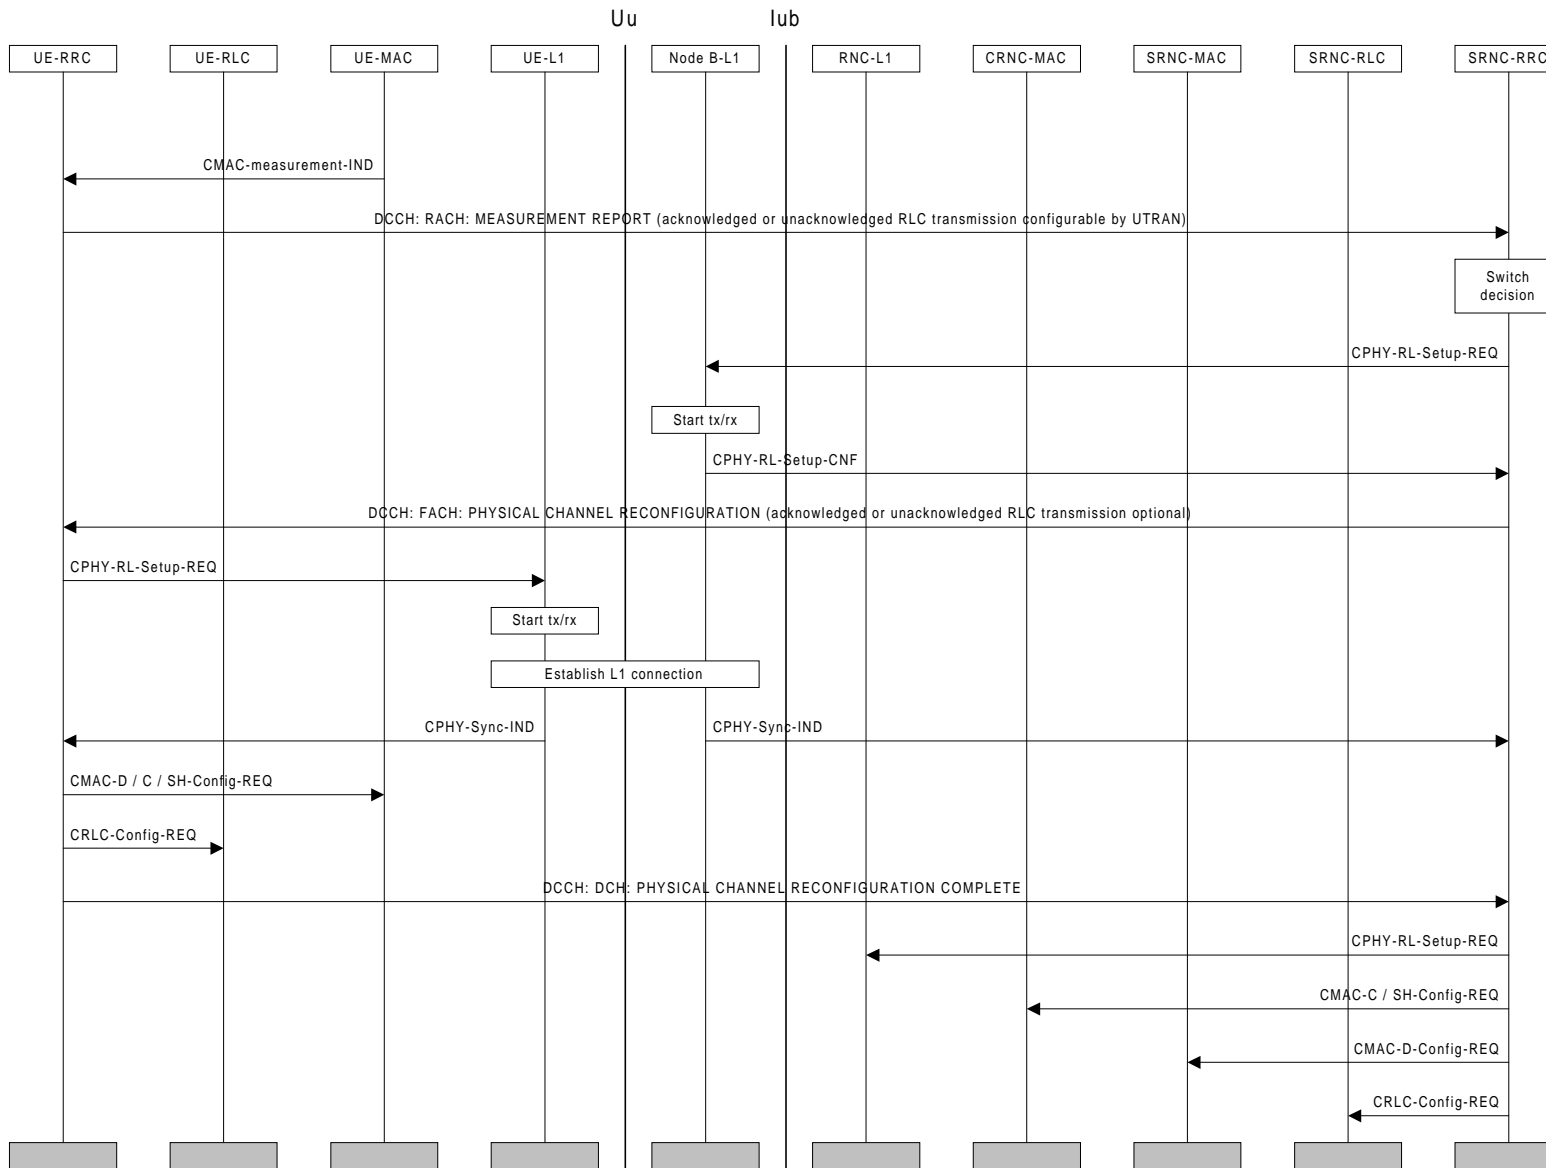 Uu Iub
UE-RRC UE-RLC UE-MAC UE-L1 Node B-L1 RNC-L1 CRNC-MAC SRNC-MAC SRNC-RLC SRNC-RRC
CMAC-measurement-IND
DCCH: RACH: MEASUREMENT REPORT (acknowledged or unacknowledged RLC transmission configurable by UTRAN)
Switch
decision
CPHY-RL-Setup-REQ
Start tx/rx
CPHY-RL-Setup-CNF
DCCH: FACH: PHYSICAL CHANNEL RECONFIGURATION (acknowledged or unacknowledged RLC transmission optional)
CPHY-RL-Setup-REQ
Start tx/rx
Establish L1 connection
CPHY-Sync-IND CPHY-Sync-IND
CMAC-D / C / SH-Config-REQ
CRLC-Config-REQ
DCCH: DCH: PHYSICAL CHANNEL RECONFIGURATION COMPLETE
CPHY-RL-Setup-REQ
CMAC-C / SH-Config-REQ
CMAC-D-Config-REQ
CRLC-Config-REQ